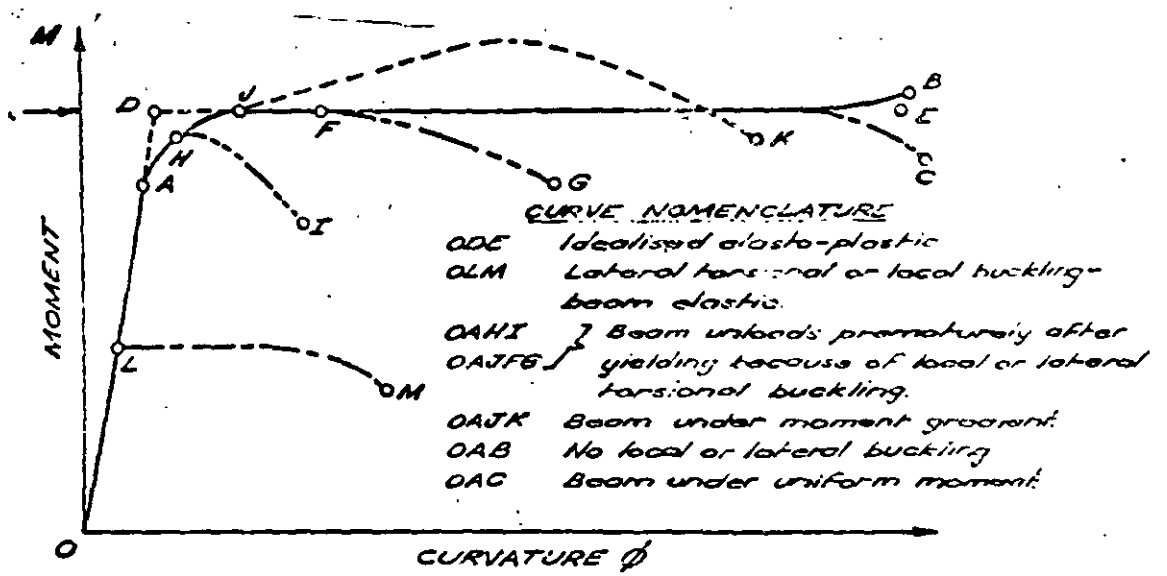 M
D
J
B
E
F
K
H
C
A
G
I
CURVE NOMENCLATURE
ODE Idealised elasto-plastic
OLM Lateral torsional or local buckling-
beam elastic.
OAHI } Beam unloads prematurely after
OAJFG yielding because of local or lateral
torsional buckling.
L
M
OAJK Beam under moment gradient.
OAB No local or lateral buckling
OAC Beam under uniform moment.
MOMENT
O
CURVATURE ϕ